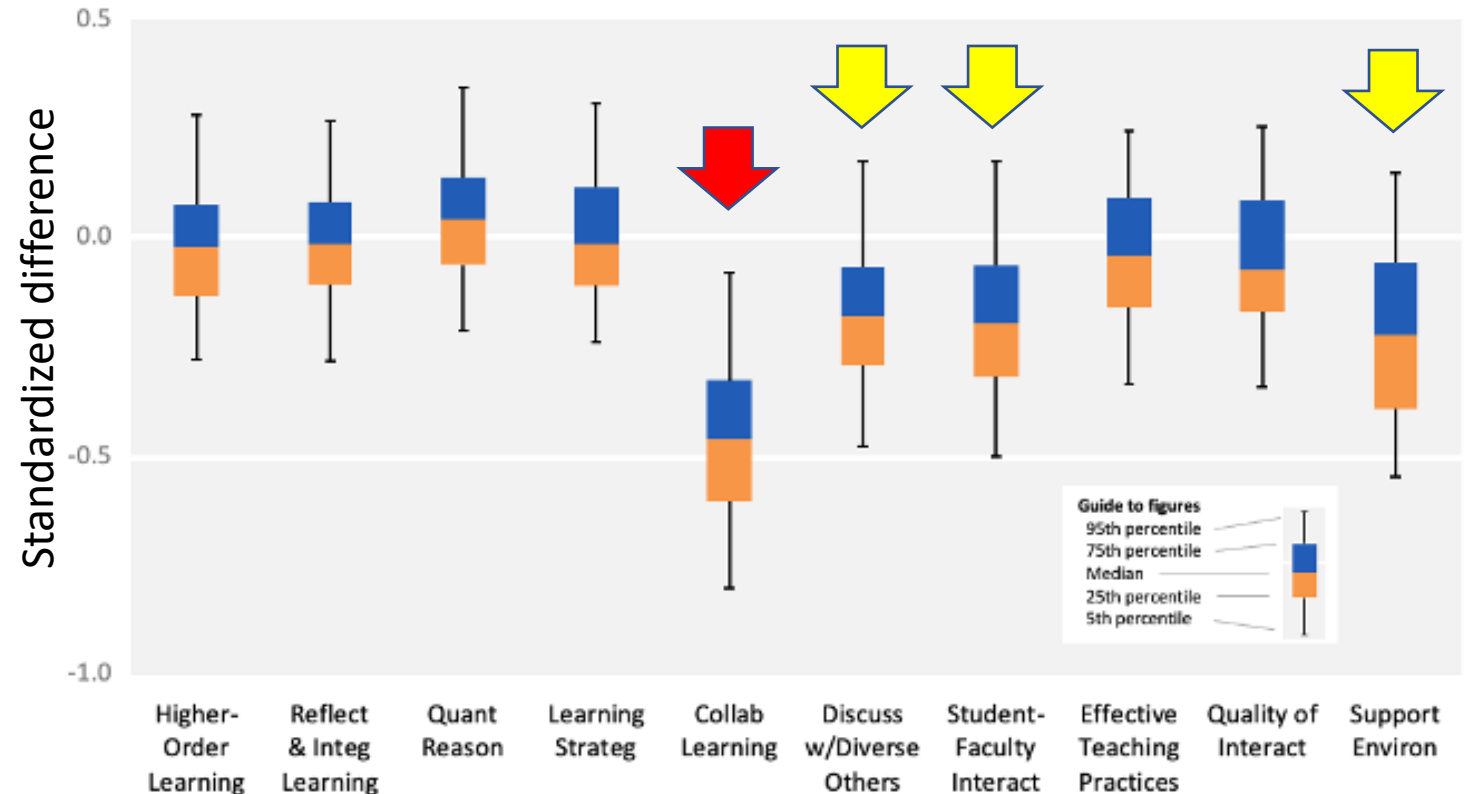 Standardized difference
0.5
0.0
-0.5
-1.0
Guide to figures
95th percentile
75th percentile
Median
25th percentile
5th percentile
Higher-
Order
Learning
Reflect
& Integ
Learning
Quant
Reason
Learning
Strateg
Collab
Learning
Discuss
w/Diverse
Others
Student-
Faculty
Interact
Effective
Teaching
Practices
Quality of
Interact
Support
Environ